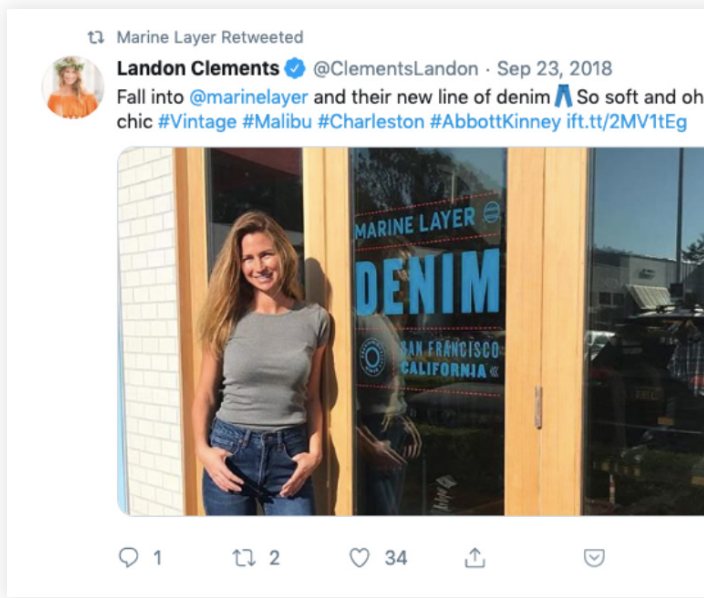 Marine Layer Retweeted
Landon Clements @ClementsLandon · Sep 23, 2018
Fall into @marinelayer and their new line of denim👖So soft and oh
chic #Vintage #Malibu #Charleston #AbbottKinney ift.tt/2MV1tEg
MARINE LAYER
DENIM
SAN FRANCISCO
CALIFORNIA
1 2 34